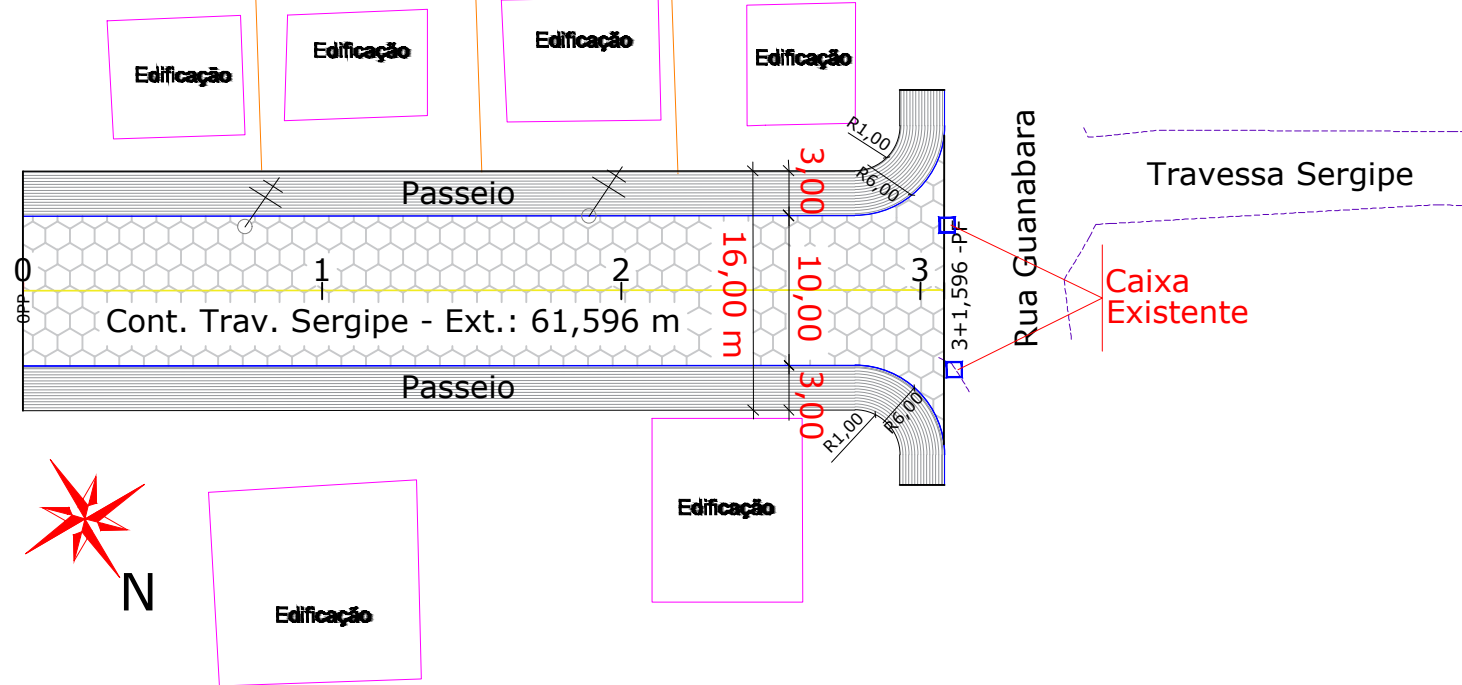 Edificação
Edificação
Edificação
Edificação
R1,00
R6,00
3,00
Passeio
Rua Guanabara
Travessa Sergipe
0
1
2
3
0PP
16,00 m
10,00
3+1,596 -PF
Cont. Trav. Sergipe - Ext.: 61,596 m
Caixa
Existente
Passeio
3,00
R1,00
R6,00
Edificação
N
Edificação